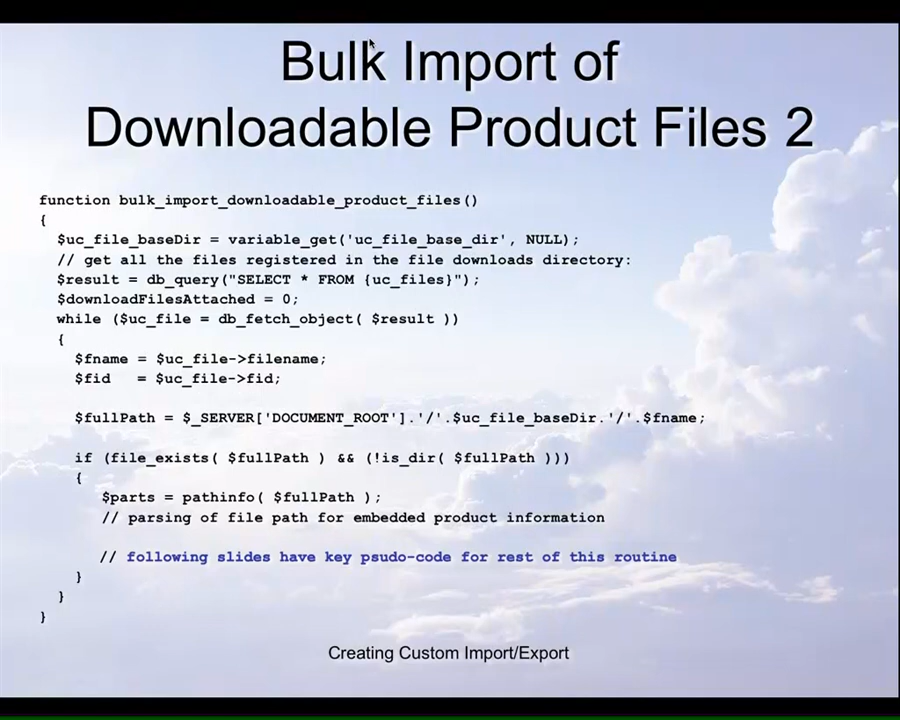 Bulk Import of
Downloadable Product Files 2
function bulk_import_downloadable_product_files()
{
$uc_file_baseDir = variable_get('uc_file_base_dir', NULL);
// get all the files registered in the file downloads directory:
$result = db_query("SELECT * FROM {uc_files}");
$downloadFilesAttached = 0;
while ($uc_file = db_fetch_object( $result ))
{
$fname = $uc_file->filename;
$fid   = $uc_file->fid;
$fullPath = $_SERVER['DOCUMENT_ROOT'].'/'.$uc_file_baseDir.'/'.$fname;
if (file_exists( $fullPath ) && (!is_dir( $fullPath )))
{
$parts = pathinfo( $fullPath );
// parsing of file path for embedded product information
// following slides have key psudo-code for rest of this routine
}
}
}
Creating Custom Import/Export